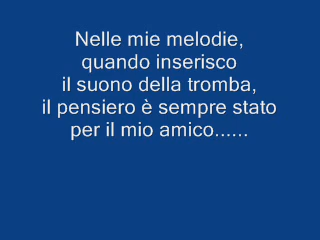 Nelle mie melodie,
quando inserisco
il suono della tromba,
il pensiero è sempre stato
per il mio amico......